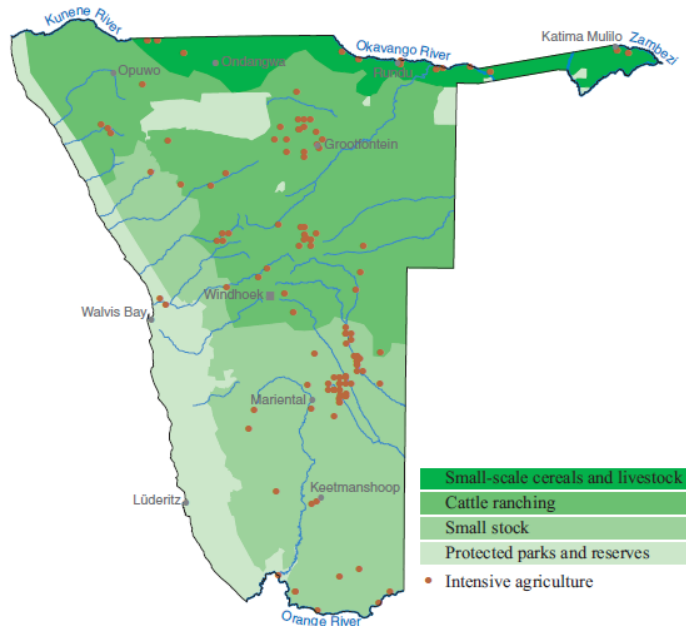 Kunene River
Okavango River
Katima Mulilo
Zambezi
Opuwo
Ondangwa
Rundu
Grootfontein
Windhoek
Walvis Bay
Mariental
Lüderitz
Keetmanshoop
Orange River
Small-scale cereals and livestock
Cattle ranching
Small stock
Protected parks and reserves
Intensive agriculture